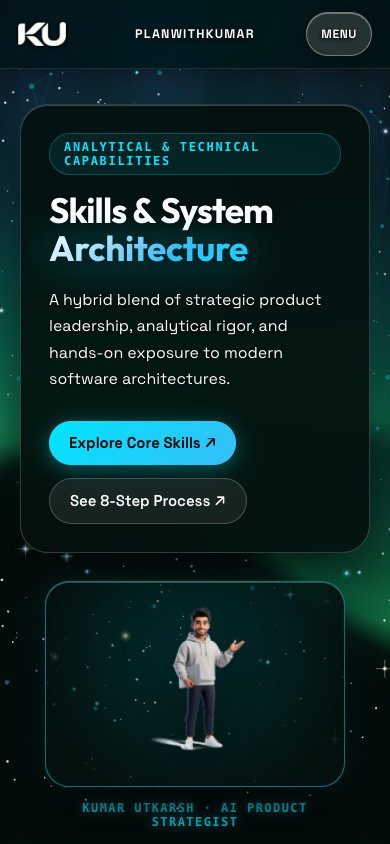 KU
PLANWITHKUMAR
MENU
ANALYTICAL & TECHNICAL
CAPABILITIES
Skills & System
Architecture
A hybrid blend of strategic product
leadership, analytical rigor, and
hands-on exposure to modern
software architectures.
Explore Core Skills ↗
See 8-Step Process ↗
KUMAR UTKARSH · AI PRODUCT
STRATEGIST